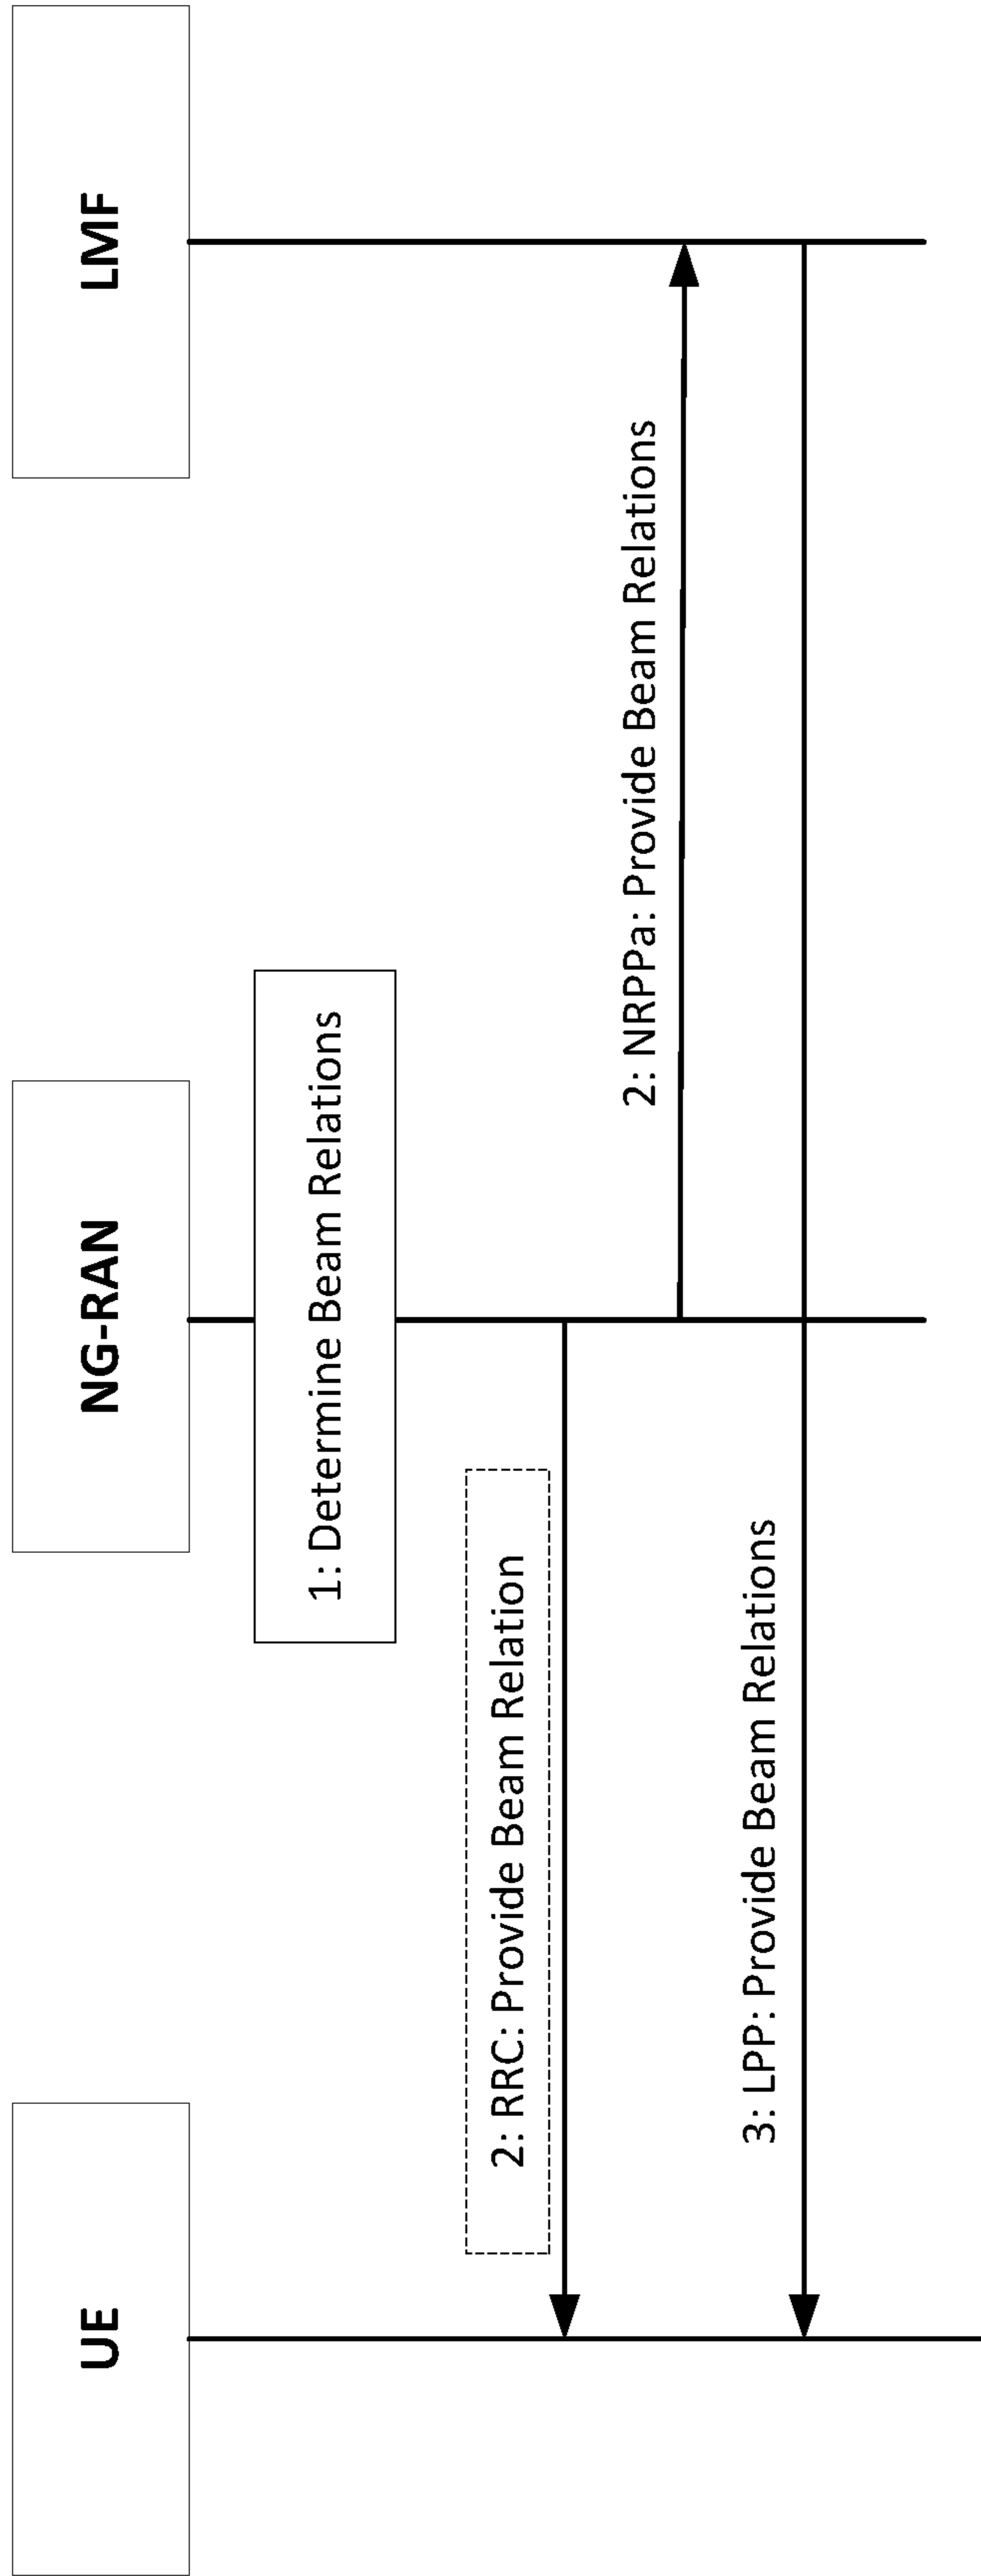 UE
NG-RAN
LMF
1: Determine Beam Relations
2: RRC: Provide Beam Relation
2: NRPPa: Provide Beam Relations
3: LPP: Provide Beam Relations